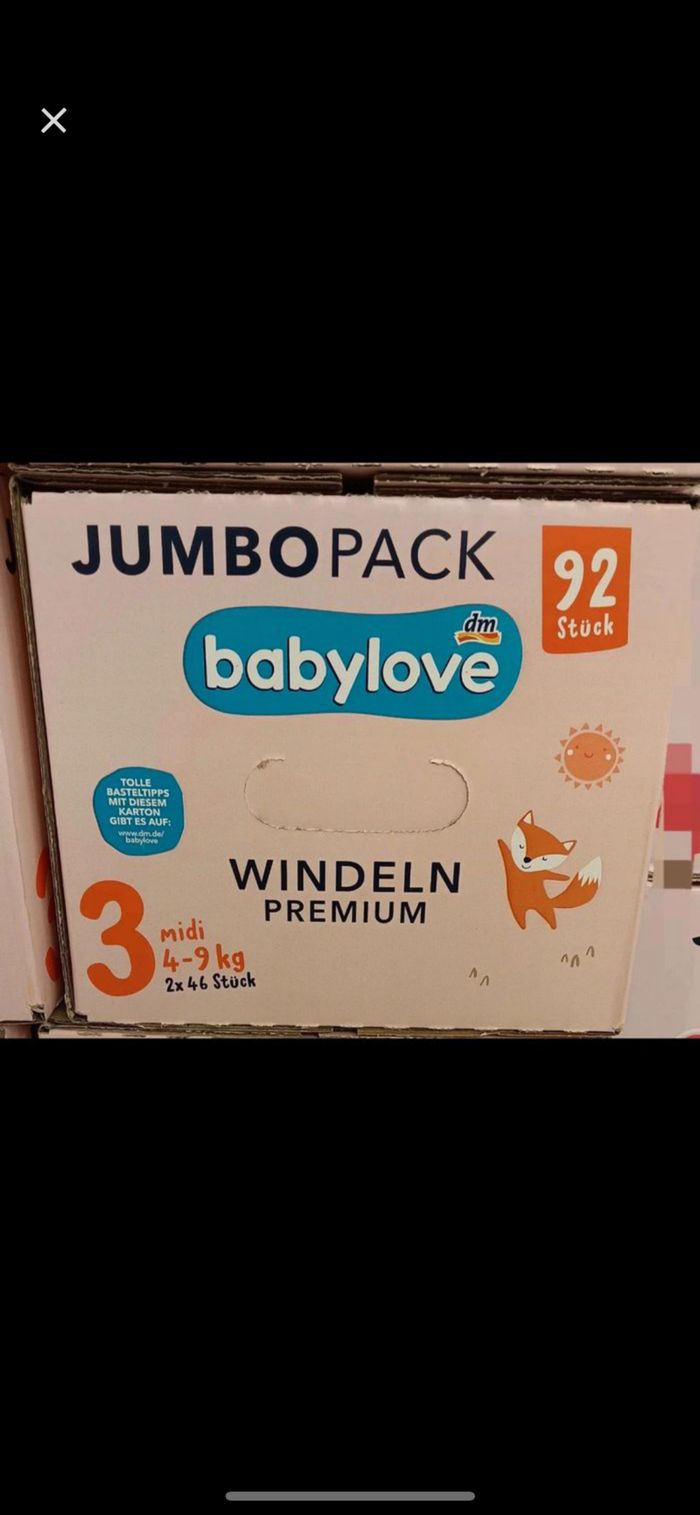 JUMBOPACK
92
Stück
dm
babylove
TOLLE
BASTELTIPPS
MIT DIESEM
KARTON
GIBT ES AUF:
www.dm.de/
babylove
WINDELN
PREMIUM
3
midi
4-9 kg
2x46 Stück